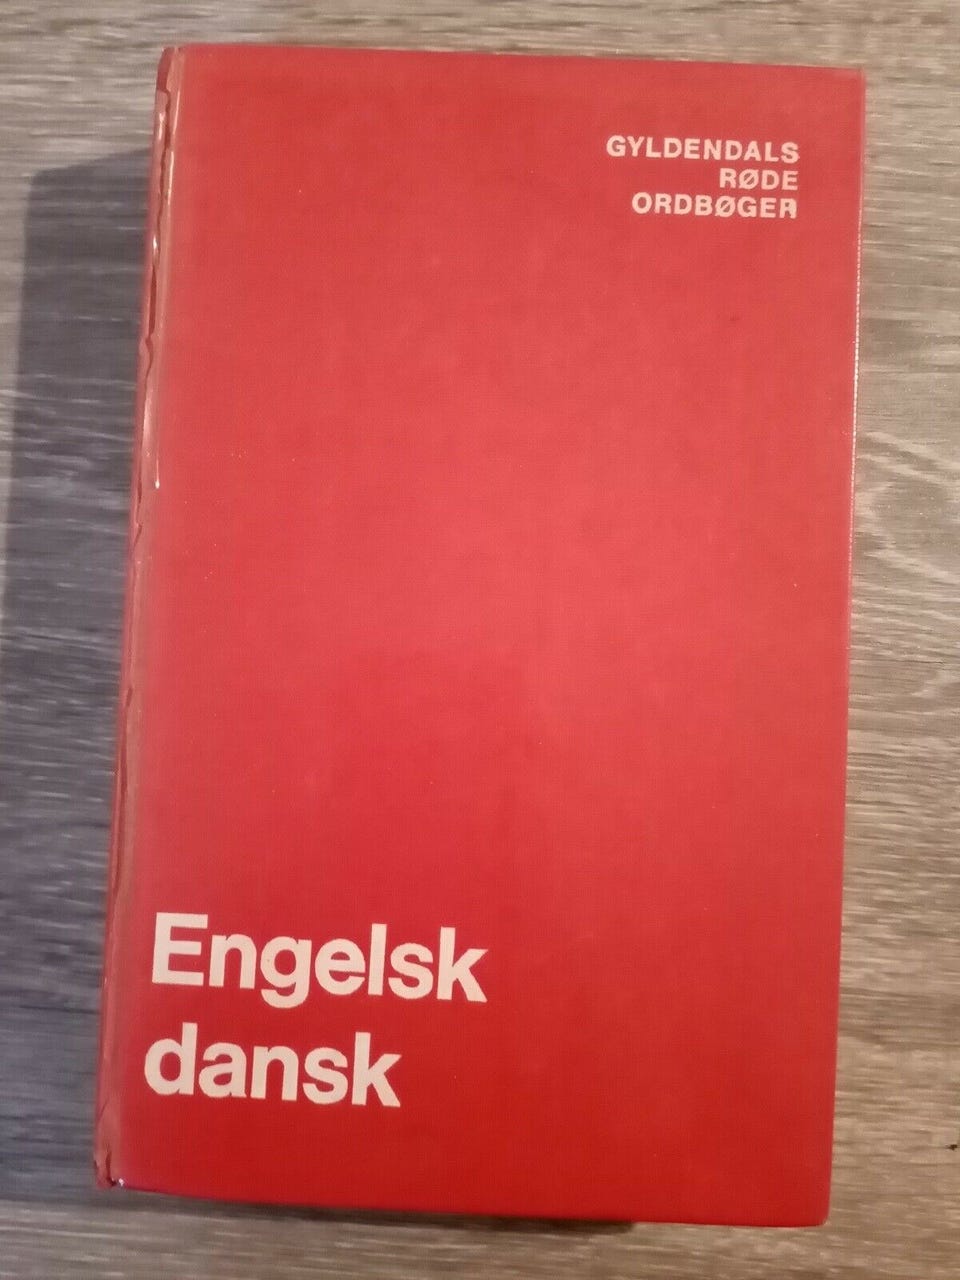 GYLDENDALS
RØDE
ORDBØGER
Engelsk
dansk